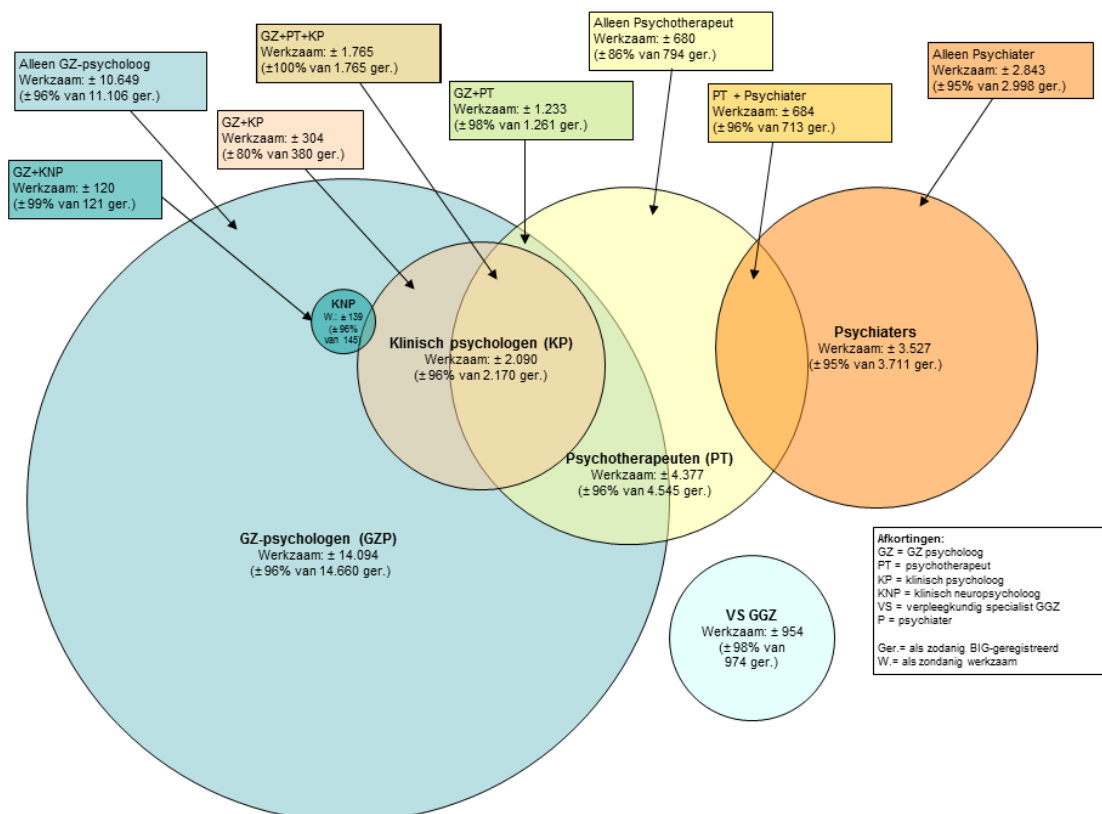 Alleen GZ-psycholoog
Werkzaam: ± 10.649
(± 96% van 11.106 ger.)
GZ+PT+KP
Werkzaam: ± 1.765
(±100% van 1.765 ger.)
Alleen Psychotherapeut
Werkzaam: ± 680
(± 86% van 794 ger.)
Alleen Psychiater
Werkzaam: ± 2.843
(± 95% van 2.998 ger.)
GZ+KP
Werkzaam: ± 304
(± 80% van 380 ger.)
GZ+PT
Werkzaam: ± 1.233
(± 98% van 1.261 ger.)
PT + Psychiater
Werkzaam: ± 684
(± 96% van 713 ger.)
GZ+KNP
Werkzaam: ± 120
(± 99% van 121 ger.)
KNP
W.: ± 139
(± 96%
van 145)
Klinisch psychologen (KP)
Werkzaam: ± 2.090
(± 96% van 2.170 ger.)
Psychiaters
Werkzaam: ± 3.527
(± 95% van 3.711 ger.)
Psychotherapeuten (PT)
Werkzaam: ± 4.377
(± 96% van 4.545 ger.)
GZ-psychologen (GZP)
Werkzaam: ± 14.094
(± 96% van 14.660 ger.)
VS GGZ
Werkzaam: ± 954
(± 98% van
974 ger.)
Afkortingen:
GZ = GZ psycholoog
PT = psychotherapeut
KP = klinisch psycholoog
KNP = klinisch neuropsycholoog
VS = verpleegkundig specialist GGZ
P = psychiater
Ger.= als zodanig BIG-geregistreerd
W.= als zondanig werkzaam